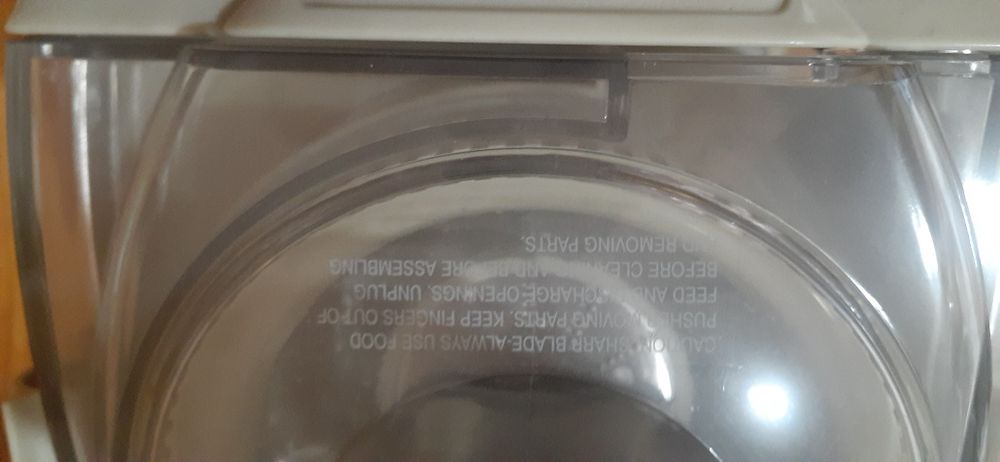 CAUTION: SHARP BLADE-ALWAYS USE FOOD
PUSHER. MOVING PARTS. KEEP FINGERS OUT OF
FEED AND DISCHARGE OPENINGS. UNPLUG
BEFORE CLEANING AND BEFORE ASSEMBLING
AND REMOVING PARTS.